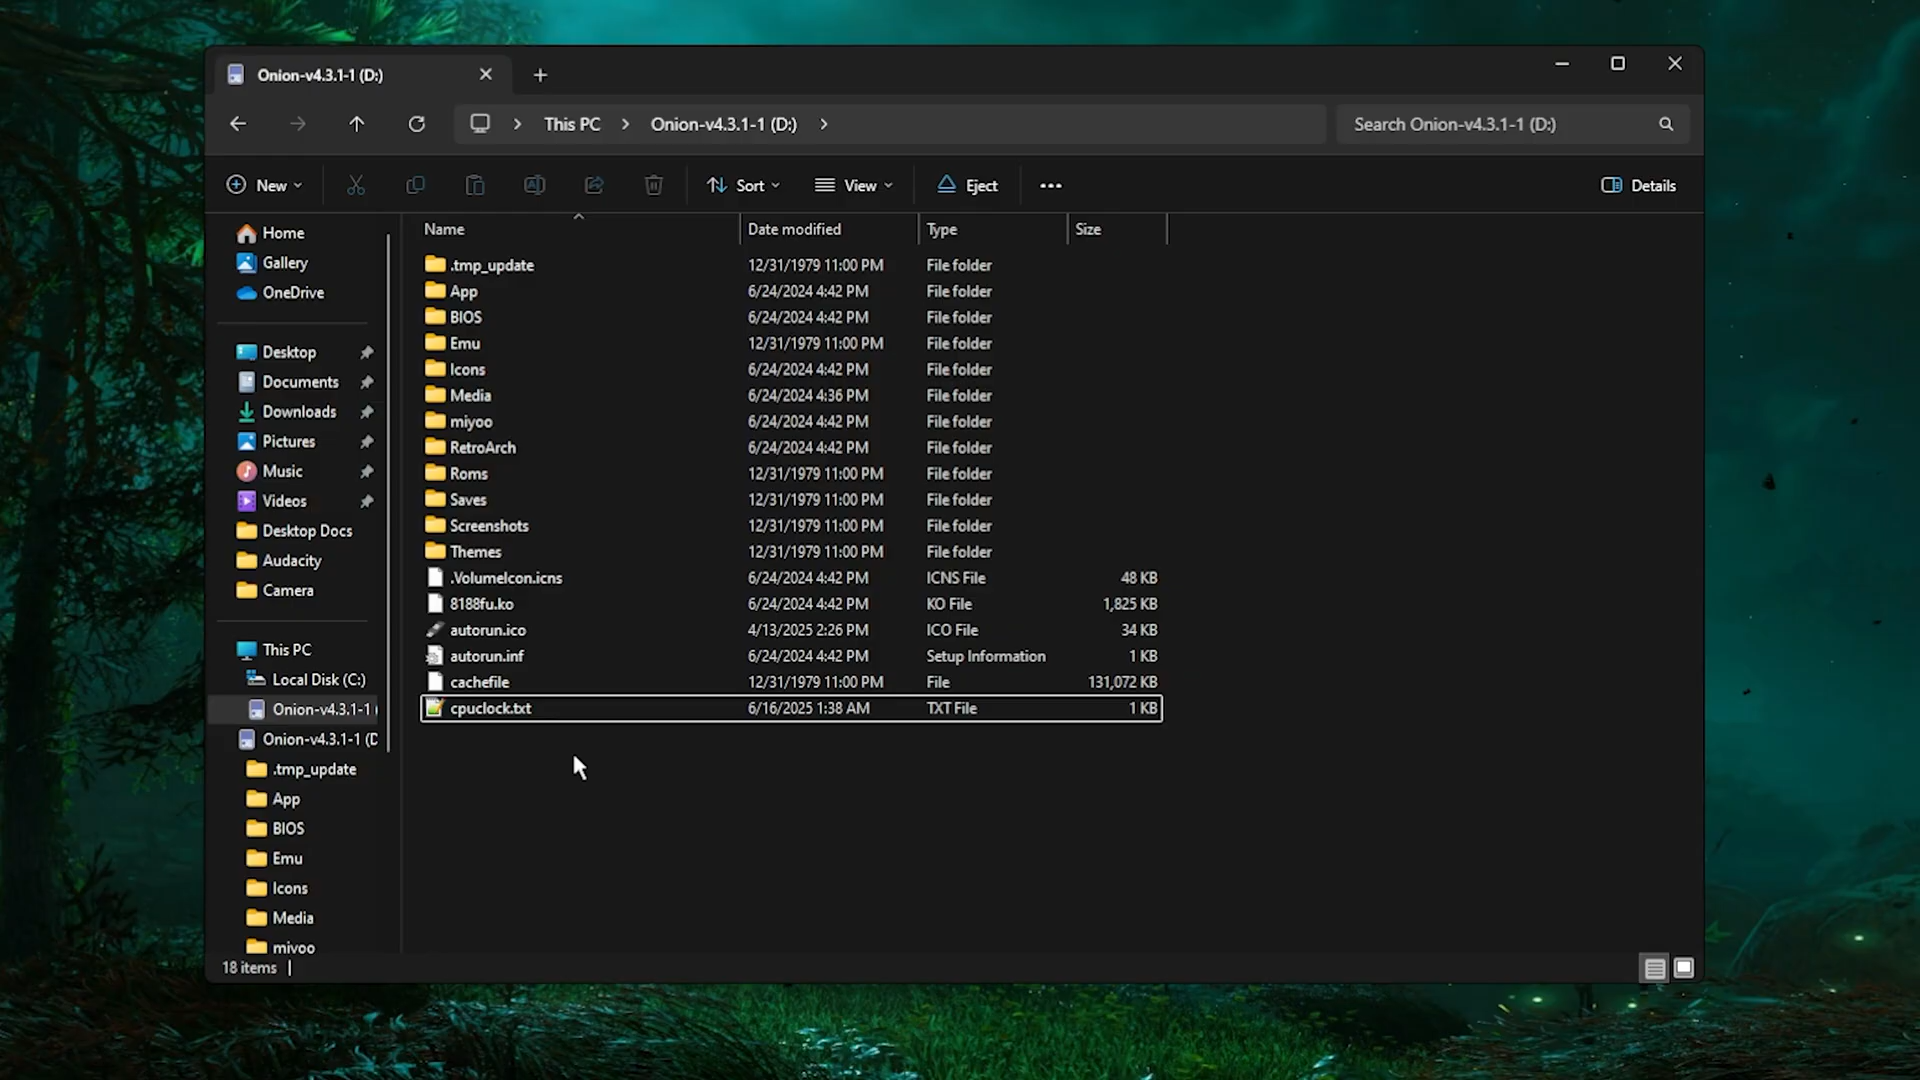 Onion-v4.3.1-1 (D:)
This PC
Onion-v4.3.1-1 (D:)
Search Onion-v4.3.1-1 (D:)
New
Sort
View
Eject
Details
Name Date modified Type Size
.tmp_update 12/31/1979 11:00 PM File folder
App 6/24/2024 4:42 PM File folder
BIOS 6/24/2024 4:42 PM File folder
Emu 12/31/1979 11:00 PM File folder
Icons 6/24/2024 4:42 PM File folder
Media 6/24/2024 4:36 PM File folder
miyoo 6/24/2024 4:42 PM File folder
RetroArch 6/24/2024 4:42 PM File folder
Roms 12/31/1979 11:00 PM File folder
Saves 12/31/1979 11:00 PM File folder
Screenshots 12/31/1979 11:00 PM File folder
Themes 12/31/1979 11:00 PM File folder
.VolumeIcon.icns 6/24/2024 4:42 PM ICNS File 48 KB
8188fu.ko 6/24/2024 4:42 PM KO File 1,825 KB
autorun.ico 4/13/2025 2:26 PM ICO File 34 KB
autorun.inf 6/24/2024 4:42 PM Setup Information 1 KB
cachefile 12/31/1979 11:00 PM File 131,072 KB
cpuclock.txt 6/16/2025 1:38 AM TXT File 1 KB
Home
Gallery
OneDrive
Desktop
Documents
Downloads
Pictures
Music
Videos
Desktop Docs
Audacity
Camera
This PC
Local Disk (C:)
Onion-v4.3.1-1 (
Onion-v4.3.1-1 (D
.tmp_update
App
BIOS
Emu
Icons
Media
miyoo
18 items